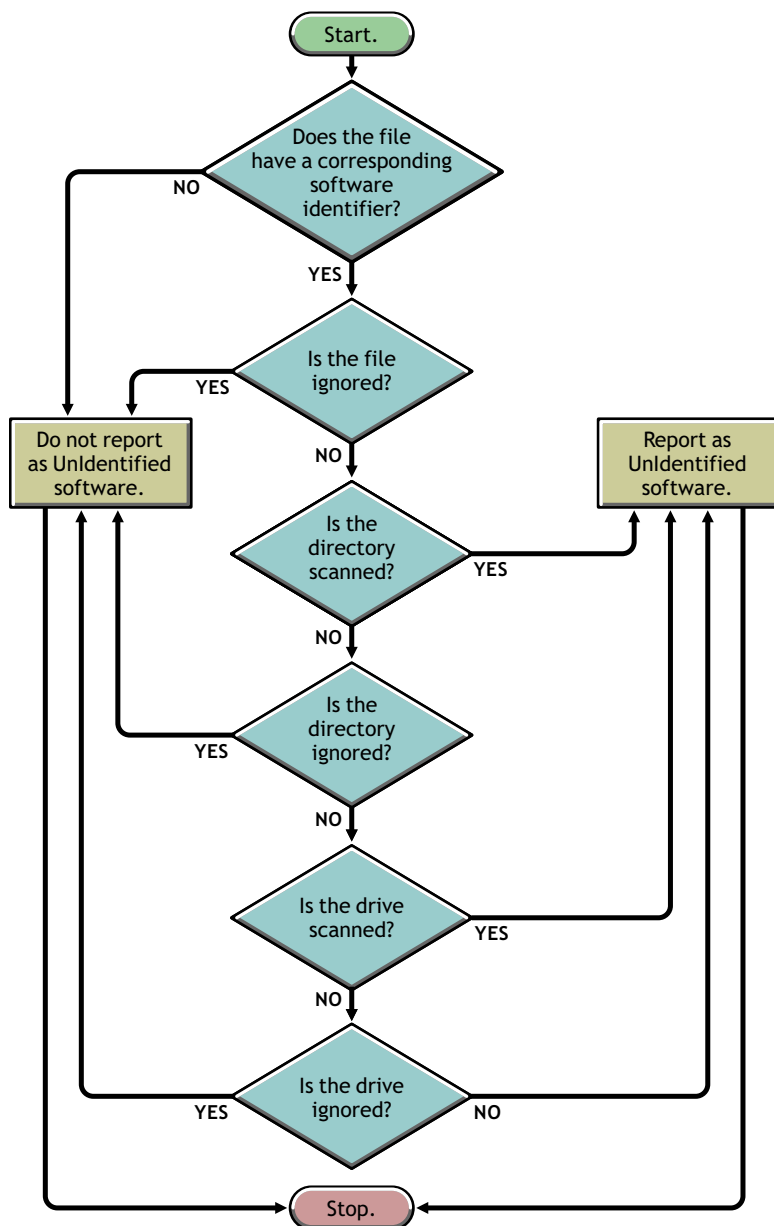 Start.
Does the file
have a corresponding
software
identifier?
NO
YES
Is the file
ignored?
YES
NO
Do not report
as UnIdentified
software.
Report as
UnIdentified
software.
Is the
directory
scanned?
YES
NO
Is the
directory
ignored?
YES
NO
Is the drive
scanned?
YES
NO
Is the drive
ignored?
YES
NO
Stop.